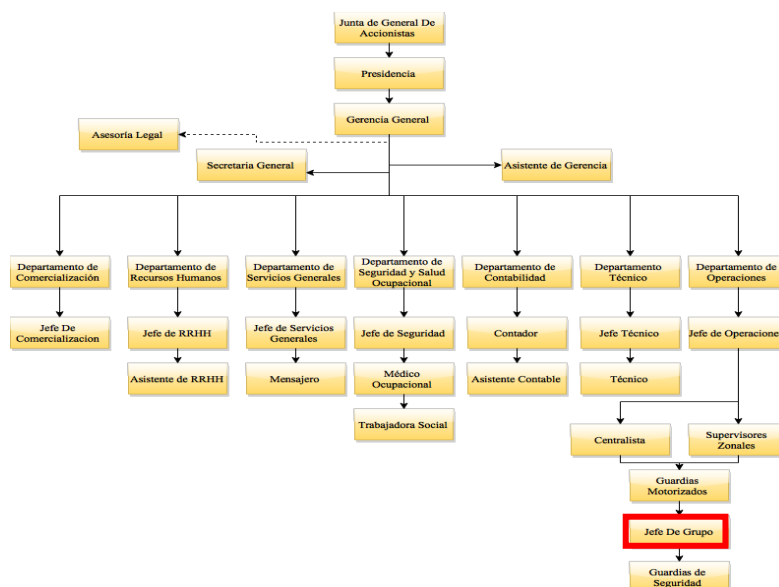 Junta de General De
Accionistas
Presidencia
Gerencia General
Asesoría Legal
Secretaria General
Asistente de Gerencia
Departamento de
Comercialización
Departamento de
Recursos Humanos
Departamento de
Servicios Generales
Departamento de
Seguridad y Salud
Ocupacional
Departamento de
Contabilidad
Departamento
Técnico
Departamento de
Operaciones
Jefe De
Comercializacion
Jefe de RRHH
Jefe de Servicios
Generales
Jefe de Seguridad
Contador
Jefe Técnico
Jefe de Operacione
Asistente de RRHH
Mensajero
Médico
Ocupacional
Asistente Contable
Técnico
Trabajadora Social
Centralista
Supervisores
Zonales
Guardias
Motorizados
Jefe De Grupo
Guardias de
Seguridad